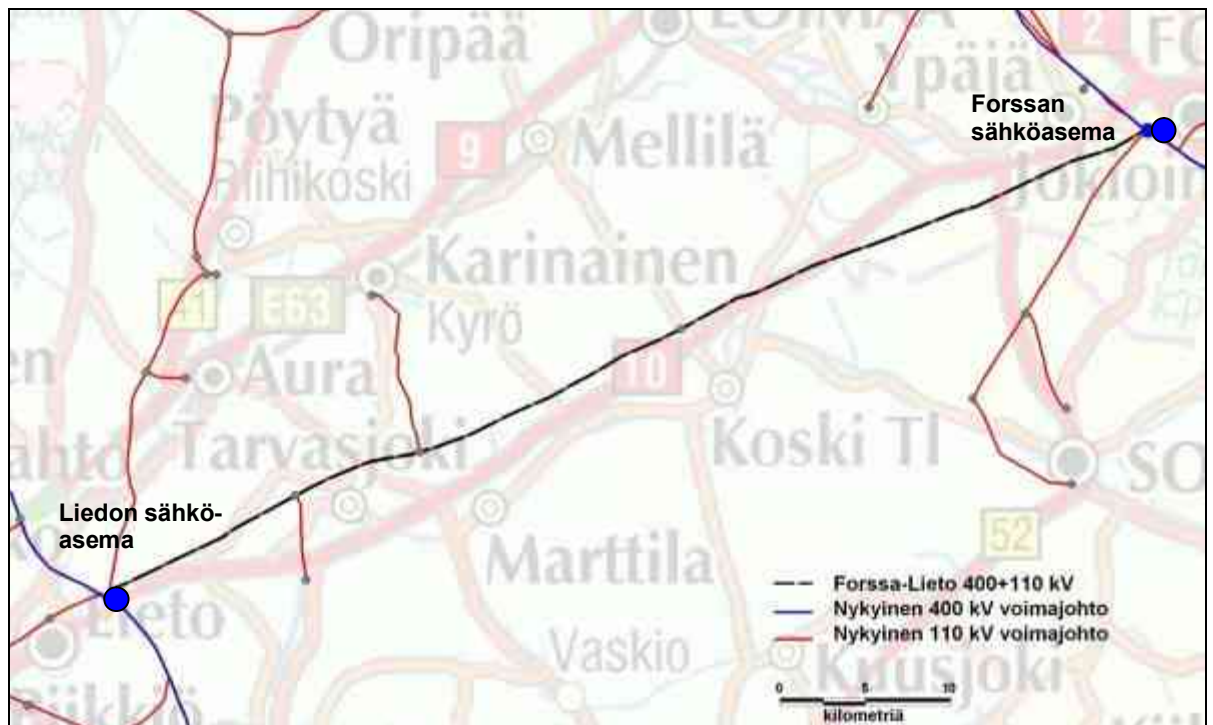 LOIMAA
Oripää
Ypäjä
2
Forssan
sähköasema
Pöytyä
Riihikoski
9
Mellilä
Karinainen
Kyrö
41
E63
Aura
10
Tarvasjoki
Koski Tl
Liedon sähkö-
asema
52
Marttila
Lieto
Vaskio
Kuusjoki
Forssa-Lieto 400+110 kV
Nykyinen 400 kV voimajohto
Nykyinen 110 kV voimajohto
0 5 10
kilometriä